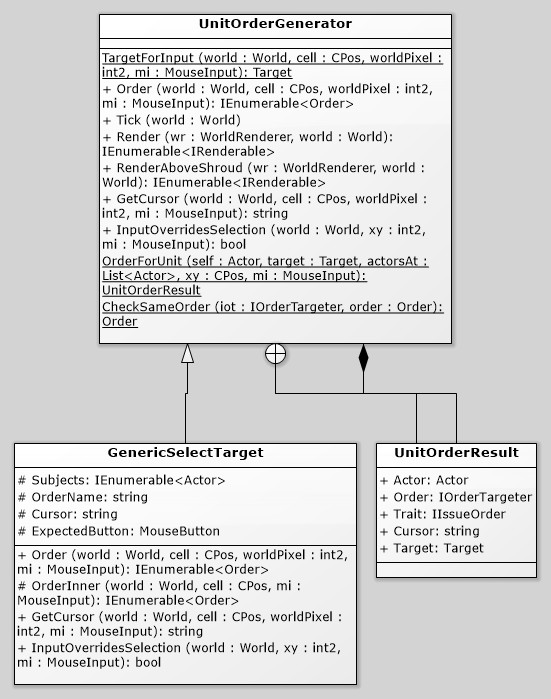 UnitOrderGenerator
TargetForInput (world : World, cell : CPos, worldPixel :
int2, mi : MouseInput): Target
+ Order (world : World, cell : CPos, worldPixel : int2,
mi : MouseInput): IEnumerable<Order>
+ Tick (world : World)
+ Render (wr : WorldRenderer, world : World):
IEnumerable<IRenderable>
+ RenderAboveShroud (wr : WorldRenderer, world :
World): IEnumerable<IRenderable>
+ GetCursor (world : World, cell : CPos, worldPixel :
int2, mi : MouseInput): string
+ InputOverridesSelection (world : World, xy : int2,
mi : MouseInput): bool
OrderForUnit (self : Actor, target : Target, actorsAt :
List<Actor>, xy : CPos, mi : MouseInput):
UnitOrderResult
CheckSameOrder (iot : IOrderTargeter, order : Order):
Order
GenericSelectTarget
# Subjects: IEnumerable<Actor>
# OrderName: string
# Cursor: string
# ExpectedButton: MouseButton
+ Order (world : World, cell : CPos, worldPixel : int2,
mi : MouseInput): IEnumerable<Order>
# OrderInner (world : World, cell : CPos, mi :
MouseInput): IEnumerable<Order>
+ GetCursor (world : World, cell : CPos, worldPixel :
int2, mi : MouseInput): string
+ InputOverridesSelection (world : World, xy : int2,
mi : MouseInput): bool
UnitOrderResult
+ Actor: Actor
+ Order: IOrderTargeter
+ Trait: IIssueOrder
+ Cursor: string
+ Target: Target